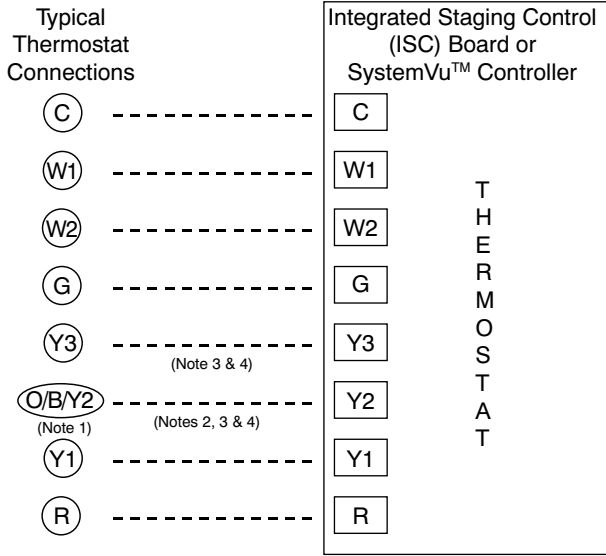 Typical
Thermostat
Connections
Integrated Staging Control
(ISC) Board or
SystemVu™ Controller
C
C
W1
W1
W2
W2
G
G
Y3
(Note 3 & 4)
Y3
O/B/Y2
(Note 1)
(Notes 2, 3 & 4)
Y2
Y1
Y1
R
R
T
H
E
R
M
O
S
T
A
T